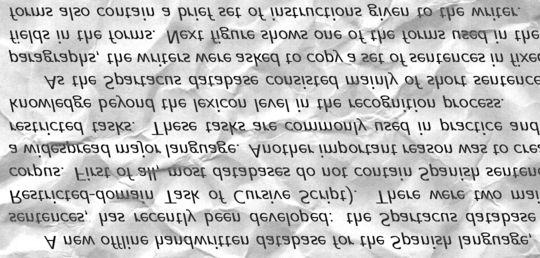 A new offline handwritten database for the Spanish language,
sentences, has recently been developed: the Spartacus database
Restricted-domain Task of Cursive Script). There were two mai
corpus. First of all, most databases do not contain Spanish senten
a widespread major language. Another important reason was to crea
restricted tasks. These tasks are commonly used in practice and
knowledge beyond the lexicon level in the recognition process.
As the Spartacus database consisted mainly of short sentence
paragraphs, the writers were asked to copy a set of sentences in fixed
fields in the forms. Next figure shows one of the forms used in the
forms also contain a brief set of instructions given to the writer.